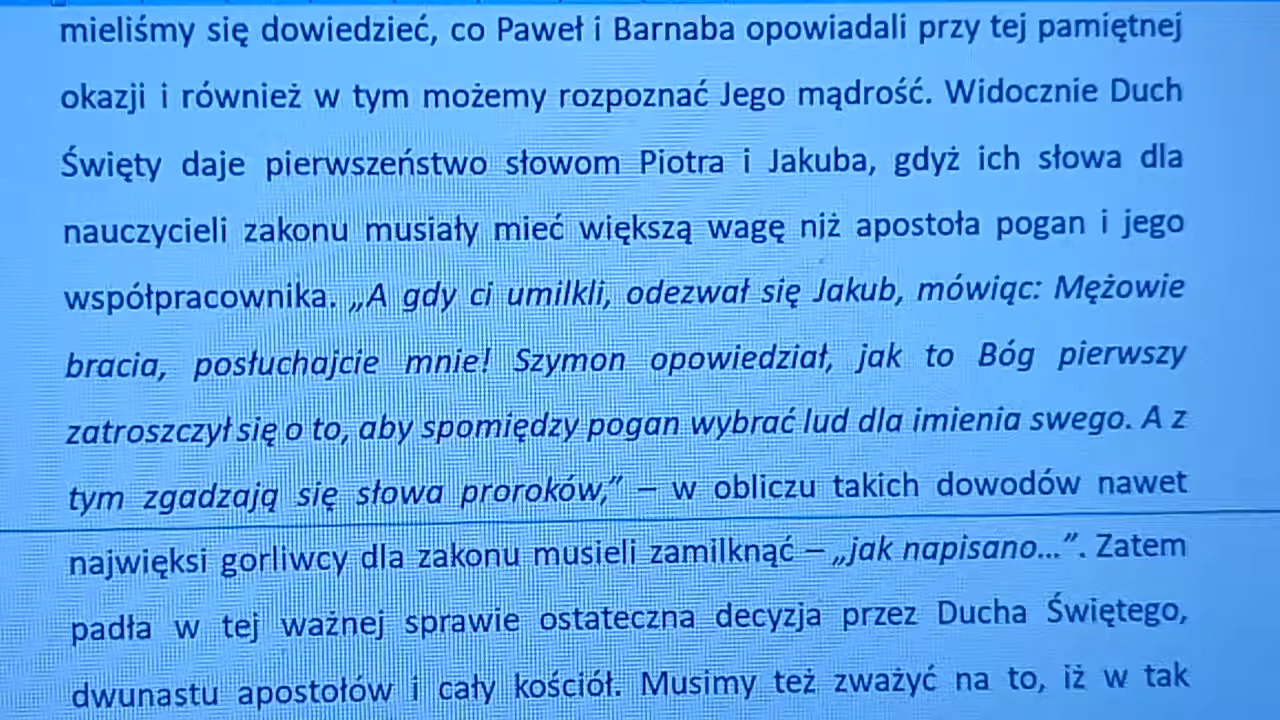 mieliśmy się dowiedzieć, co Paweł i Barnaba opowiadali przy tej pamiętnej
okazji i również w tym możemy rozpoznać Jego mądrość. Widocznie Duch
Święty daje pierwszeństwo słowom Piotra i Jakuba, gdyż ich słowa dla
nauczycieli zakonu musiały mieć większą wagę niż apostoła pogan i jego
współpracownika. „A gdy ci umilkli, odezwał się Jakub, mówiąc: Mężowie
bracia, posłuchajcie mnie! Szymon opowiedział, jak to Bóg pierwszy
zatroszczył się o to, aby spomiędzy pogan wybrać lud dla imienia swego. A z
tym zgadzają się słowa proroków,” – w obliczu takich dowodów nawet
najwięksi gorliwcy dla zakonu musieli zamilknąć – „jak napisano…”. Zatem
padła w tej ważnej sprawie ostateczna decyzja przez Ducha Świętego,
dwunastu apostołów i cały kościół. Musimy też zważyć na to, iż w tak